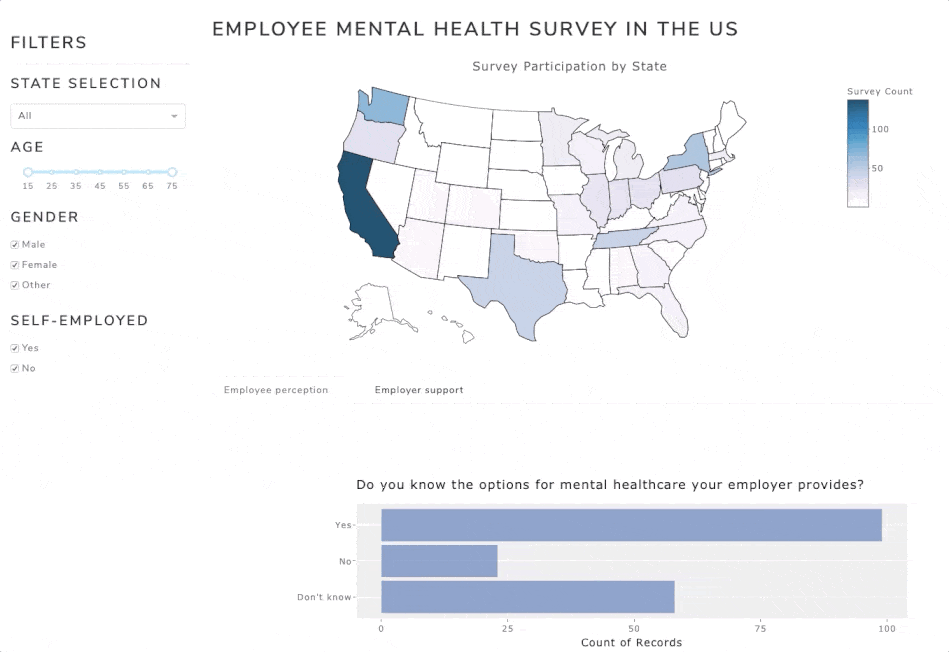 EMPLOYEE MENTAL HEALTH SURVEY IN THE US
FILTERS
STATE SELECTION
All
AGE
15 25 35 45 55 65 75
GENDER
Male
Female
Other
SELF-EMPLOYED
Yes
No
Survey Participation by State
Survey Count
100
50
Employee perception
Employer support
Do you know the options for mental healthcare your employer provides?
Yes
No
Don't know
0 25 50 75 100
Count of Records